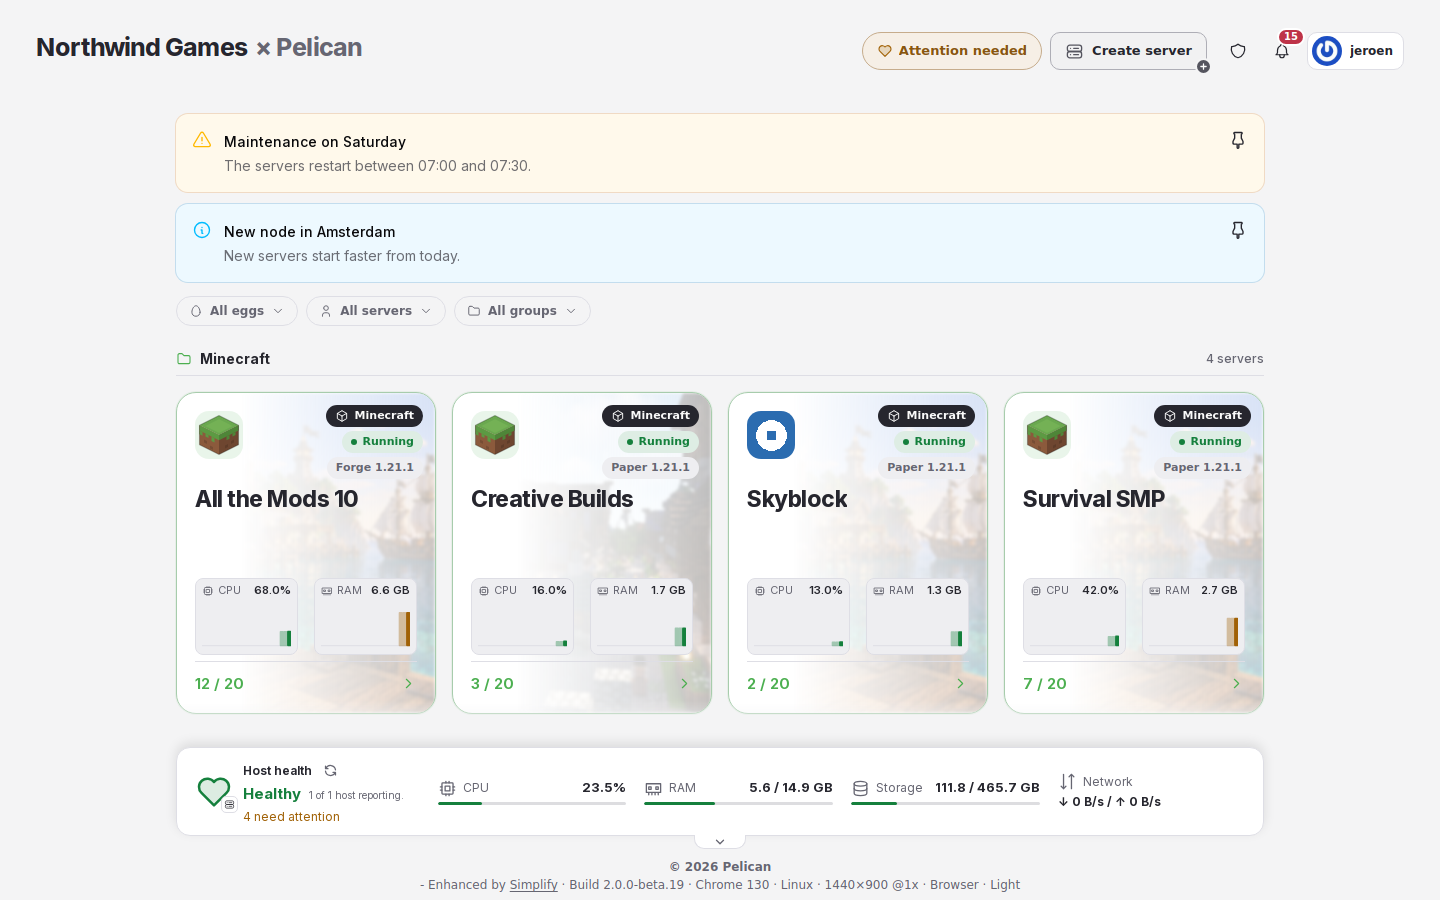 Northwind Games × Pelican
Attention needed
Create server
15
jeroen
Maintenance on Saturday
The servers restart between 07:00 and 07:30.
New node in Amsterdam
New servers start faster from today.
All eggs
All servers
All groups
Minecraft
4 servers
Minecraft
Running
Forge 1.21.1
All the Mods 10
CPU 68.0%
RAM 6.6 GB
12 / 20
Minecraft
Running
Paper 1.21.1
Creative Builds
CPU 16.0%
RAM 1.7 GB
3 / 20
Minecraft
Running
Paper 1.21.1
Skyblock
CPU 13.0%
RAM 1.3 GB
2 / 20
Minecraft
Running
Paper 1.21.1
Survival SMP
CPU 42.0%
RAM 2.7 GB
7 / 20
Host health
Healthy 1 of 1 host reporting.
4 need attention
CPU 23.5%
RAM 5.6 / 14.9 GB
Storage 111.8 / 465.7 GB
Network
↓ 0 B/s / ↑ 0 B/s
© 2026 Pelican
- Enhanced by Simplify · Build 2.0.0-beta.19 · Chrome 130 · Linux · 1440×900 @1x · Browser · Light